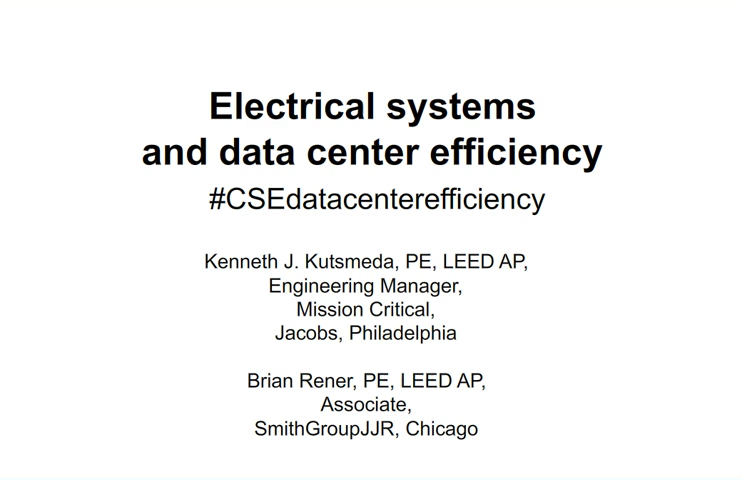 Electrical systems
and data center efficiency
#CSEdatacenterefficiency
Kenneth J. Kutsmeda, PE, LEED AP,
Engineering Manager,
Mission Critical,
Jacobs, Philadelphia
Brian Rener, PE, LEED AP,
Associate,
SmithGroupJJR, Chicago